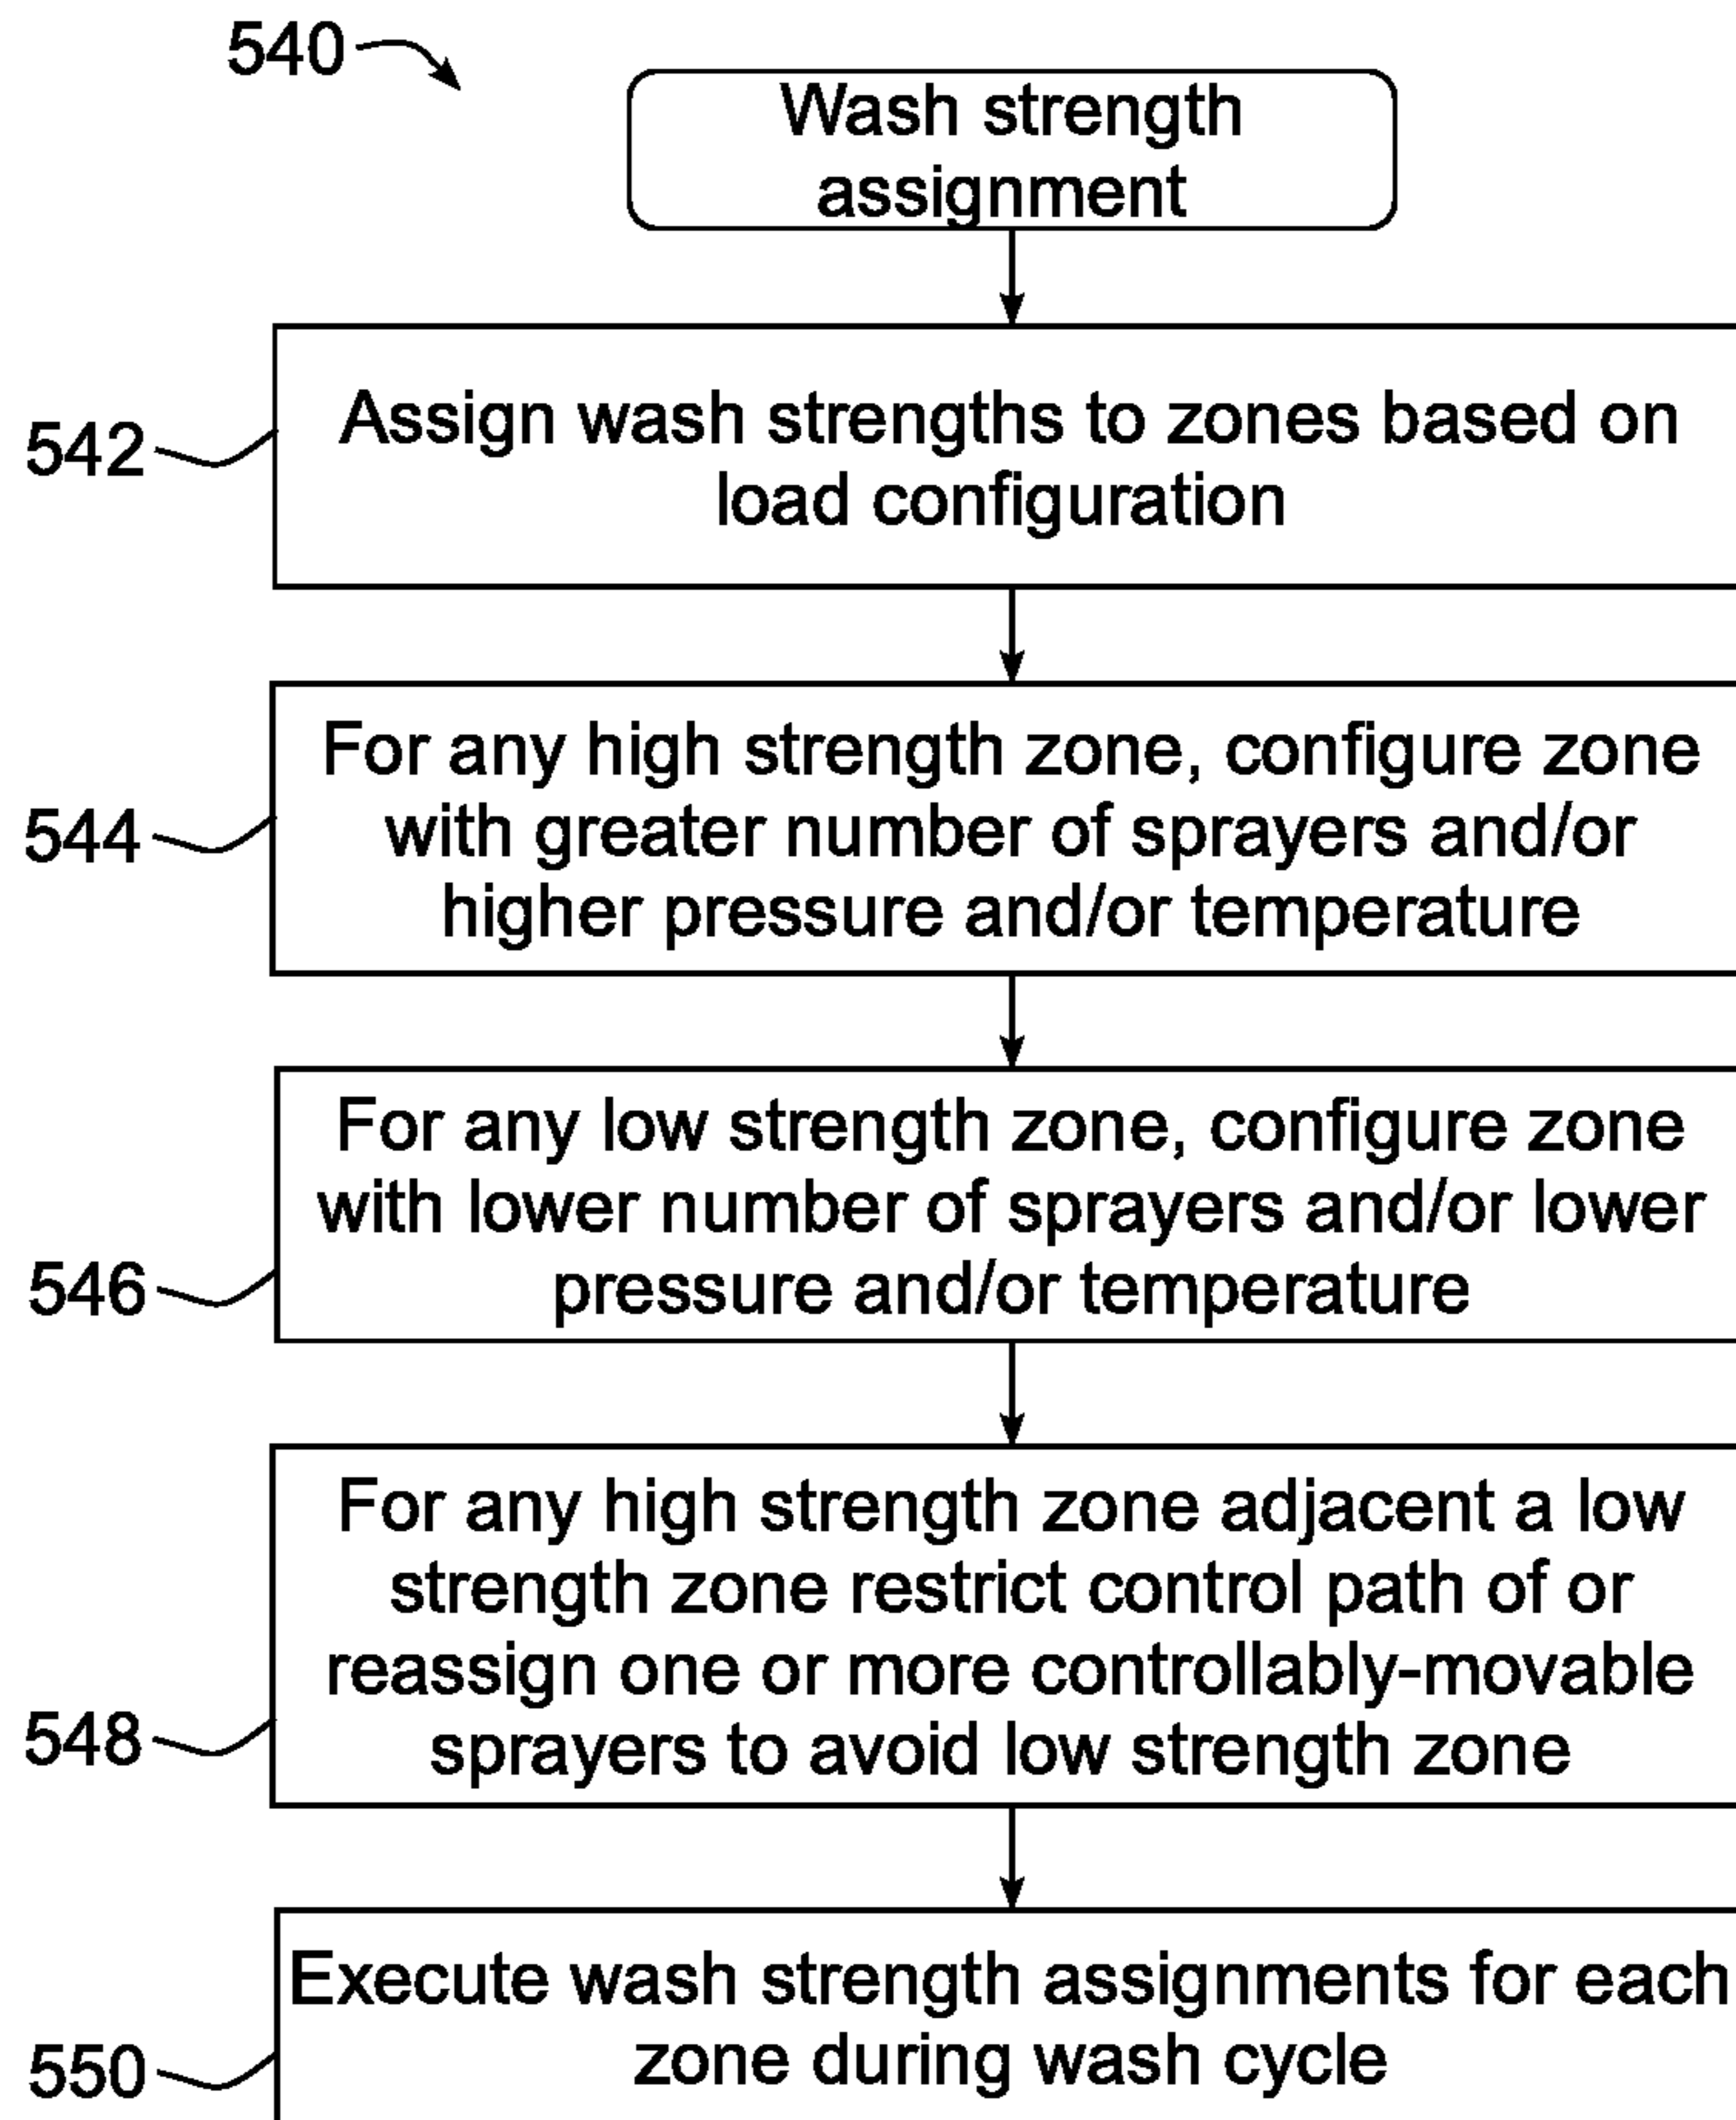 540
Wash strength
assignment
542
Assign wash strengths to zones based on
load configuration
544
For any high strength zone, configure zone
with greater number of sprayers and/or
higher pressure and/or temperature
546
For any low strength zone, configure zone
with lower number of sprayers and/or lower
pressure and/or temperature
548
For any high strength zone adjacent a low
strength zone restrict control path of or
reassign one or more controllably-movable
sprayers to avoid low strength zone
550
Execute wash strength assignments for each
zone during wash cycle